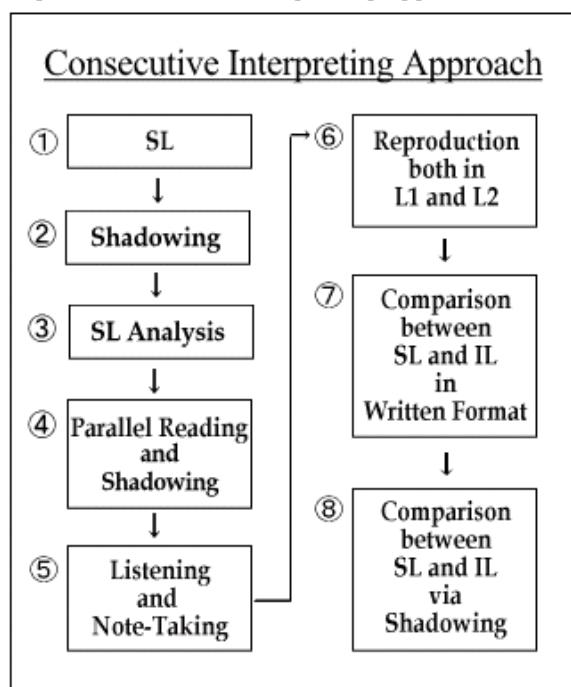 Consecutive Interpreting Approach
① SL
② Shadowing
③ SL Analysis
④ Parallel Reading
and
Shadowing
⑤ Listening
and
Note-Taking
⑥ Reproduction
both in
L1 and L2
⑦ Comparison
between
SL and IL
in
Written Format
⑧ Comparison
between
SL and IL
via
Shadowing